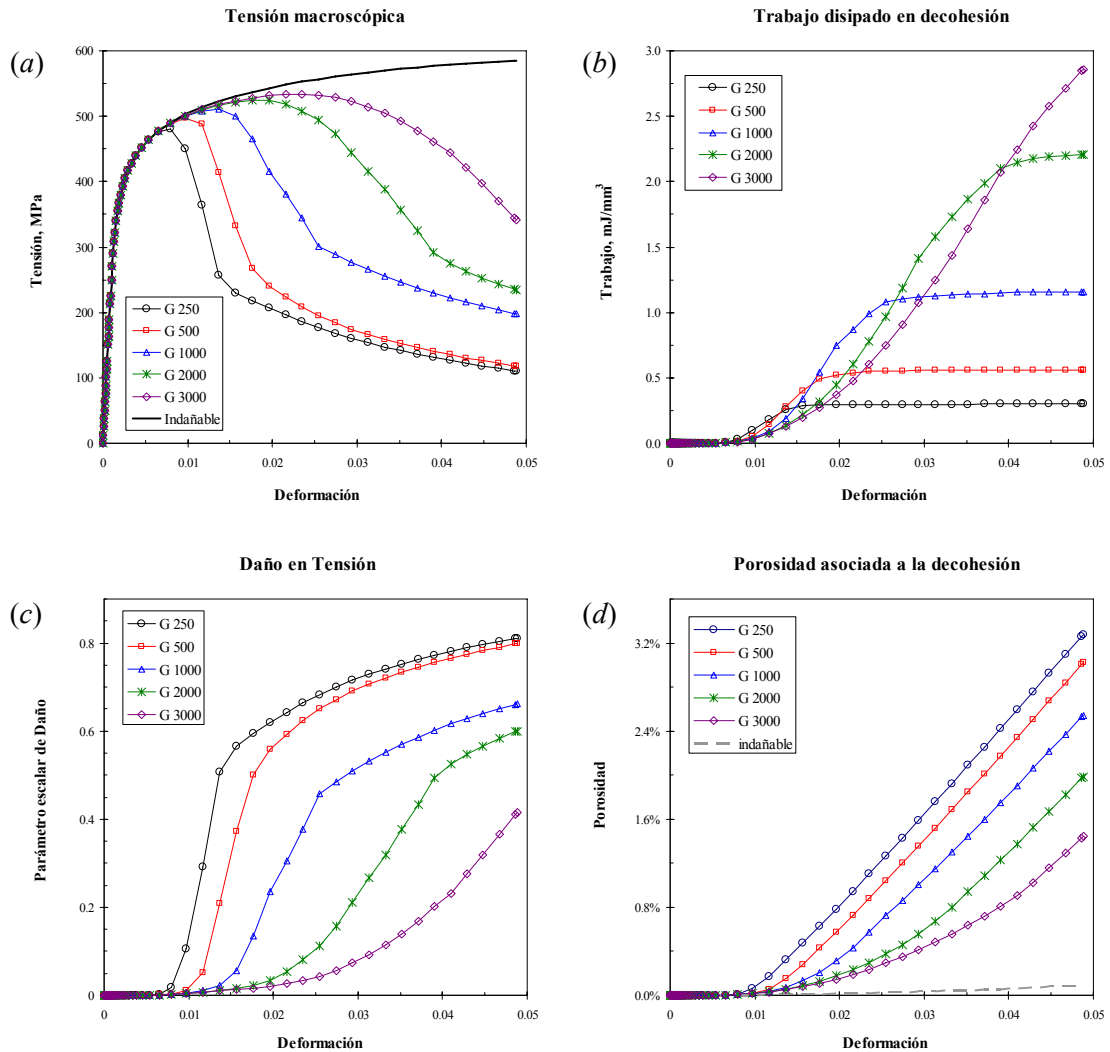 Tensión macroscópica
(a)
600
500
400
300
200
100
0
0
0.01
0.02
0.03
0.04
0.05
Tensión, MPa
Deformación
G 250
G 500
G 1000
G 2000
G 3000
Indañable
Trabajo disipado en decohesión
(b)
3.0
2.5
2.0
1.5
1.0
0.5
0.0
0
0.01
0.02
0.03
0.04
0.05
Trabajo, mJ/mm³
Deformación
G 250
G 500
G 1000
G 2000
G 3000
Daño en Tensión
(c)
0.8
0.6
0.4
0.2
0
0
0.01
0.02
0.03
0.04
0.05
Parámetro escalar de Daño
Deformación
G 250
G 500
G 1000
G 2000
G 3000
Porosidad asociada a la decohesión
(d)
3.2%
2.4%
1.6%
0.8%
0.0%
0
0.01
0.02
0.03
0.04
0.05
Porosidad
Deformación
G 250
G 500
G 1000
G 2000
G 3000
indañable